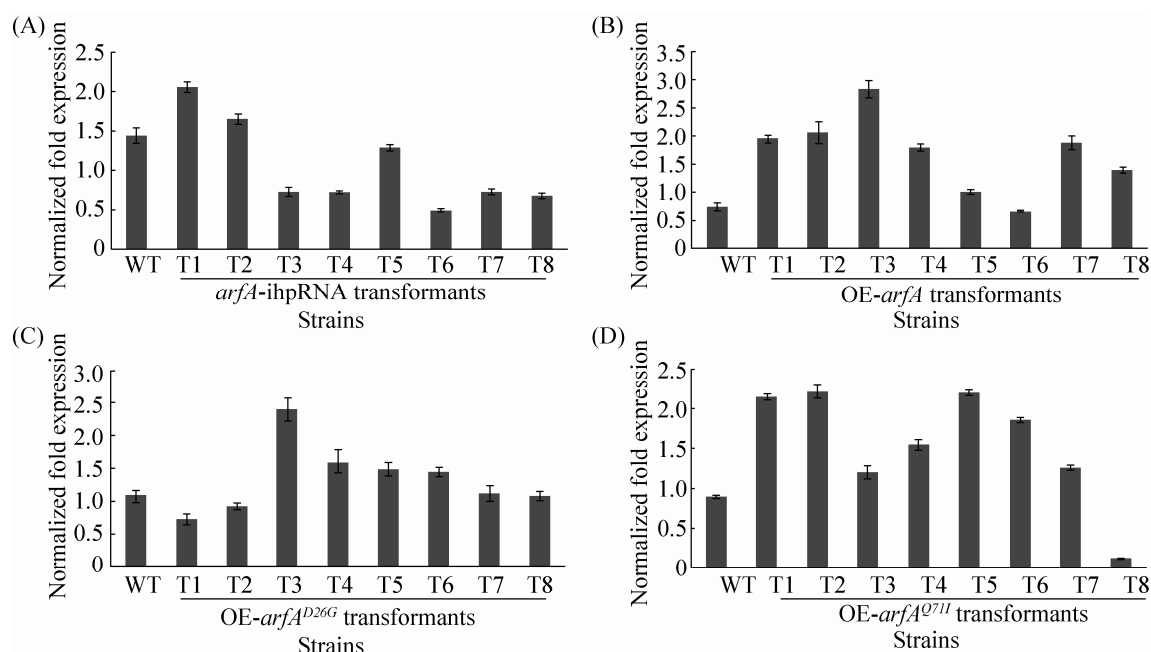 (A)
Normalized fold expression
2.5
2.0
1.5
1.0
0.5
0
WT T1 T2 T3 T4 T5 T6 T7 T8
arfA-ihpRNA transformants
Strains
(B)
Normalized fold expression
3.5
3.0
2.5
2.0
1.5
1.0
0.5
0
WT T1 T2 T3 T4 T5 T6 T7 T8
OE-arfA transformants
Strains
(C)
Normalized fold expression
3.0
2.5
2.0
1.5
1.0
0.5
0
WT T1 T2 T3 T4 T5 T6 T7 T8
OE-arfA^D26G transformants
Strains
(D)
Normalized fold expression
2.5
2.0
1.5
1.0
0.5
0
WT T1 T2 T3 T4 T5 T6 T7 T8
OE-arfA^Q71I transformants
Strains